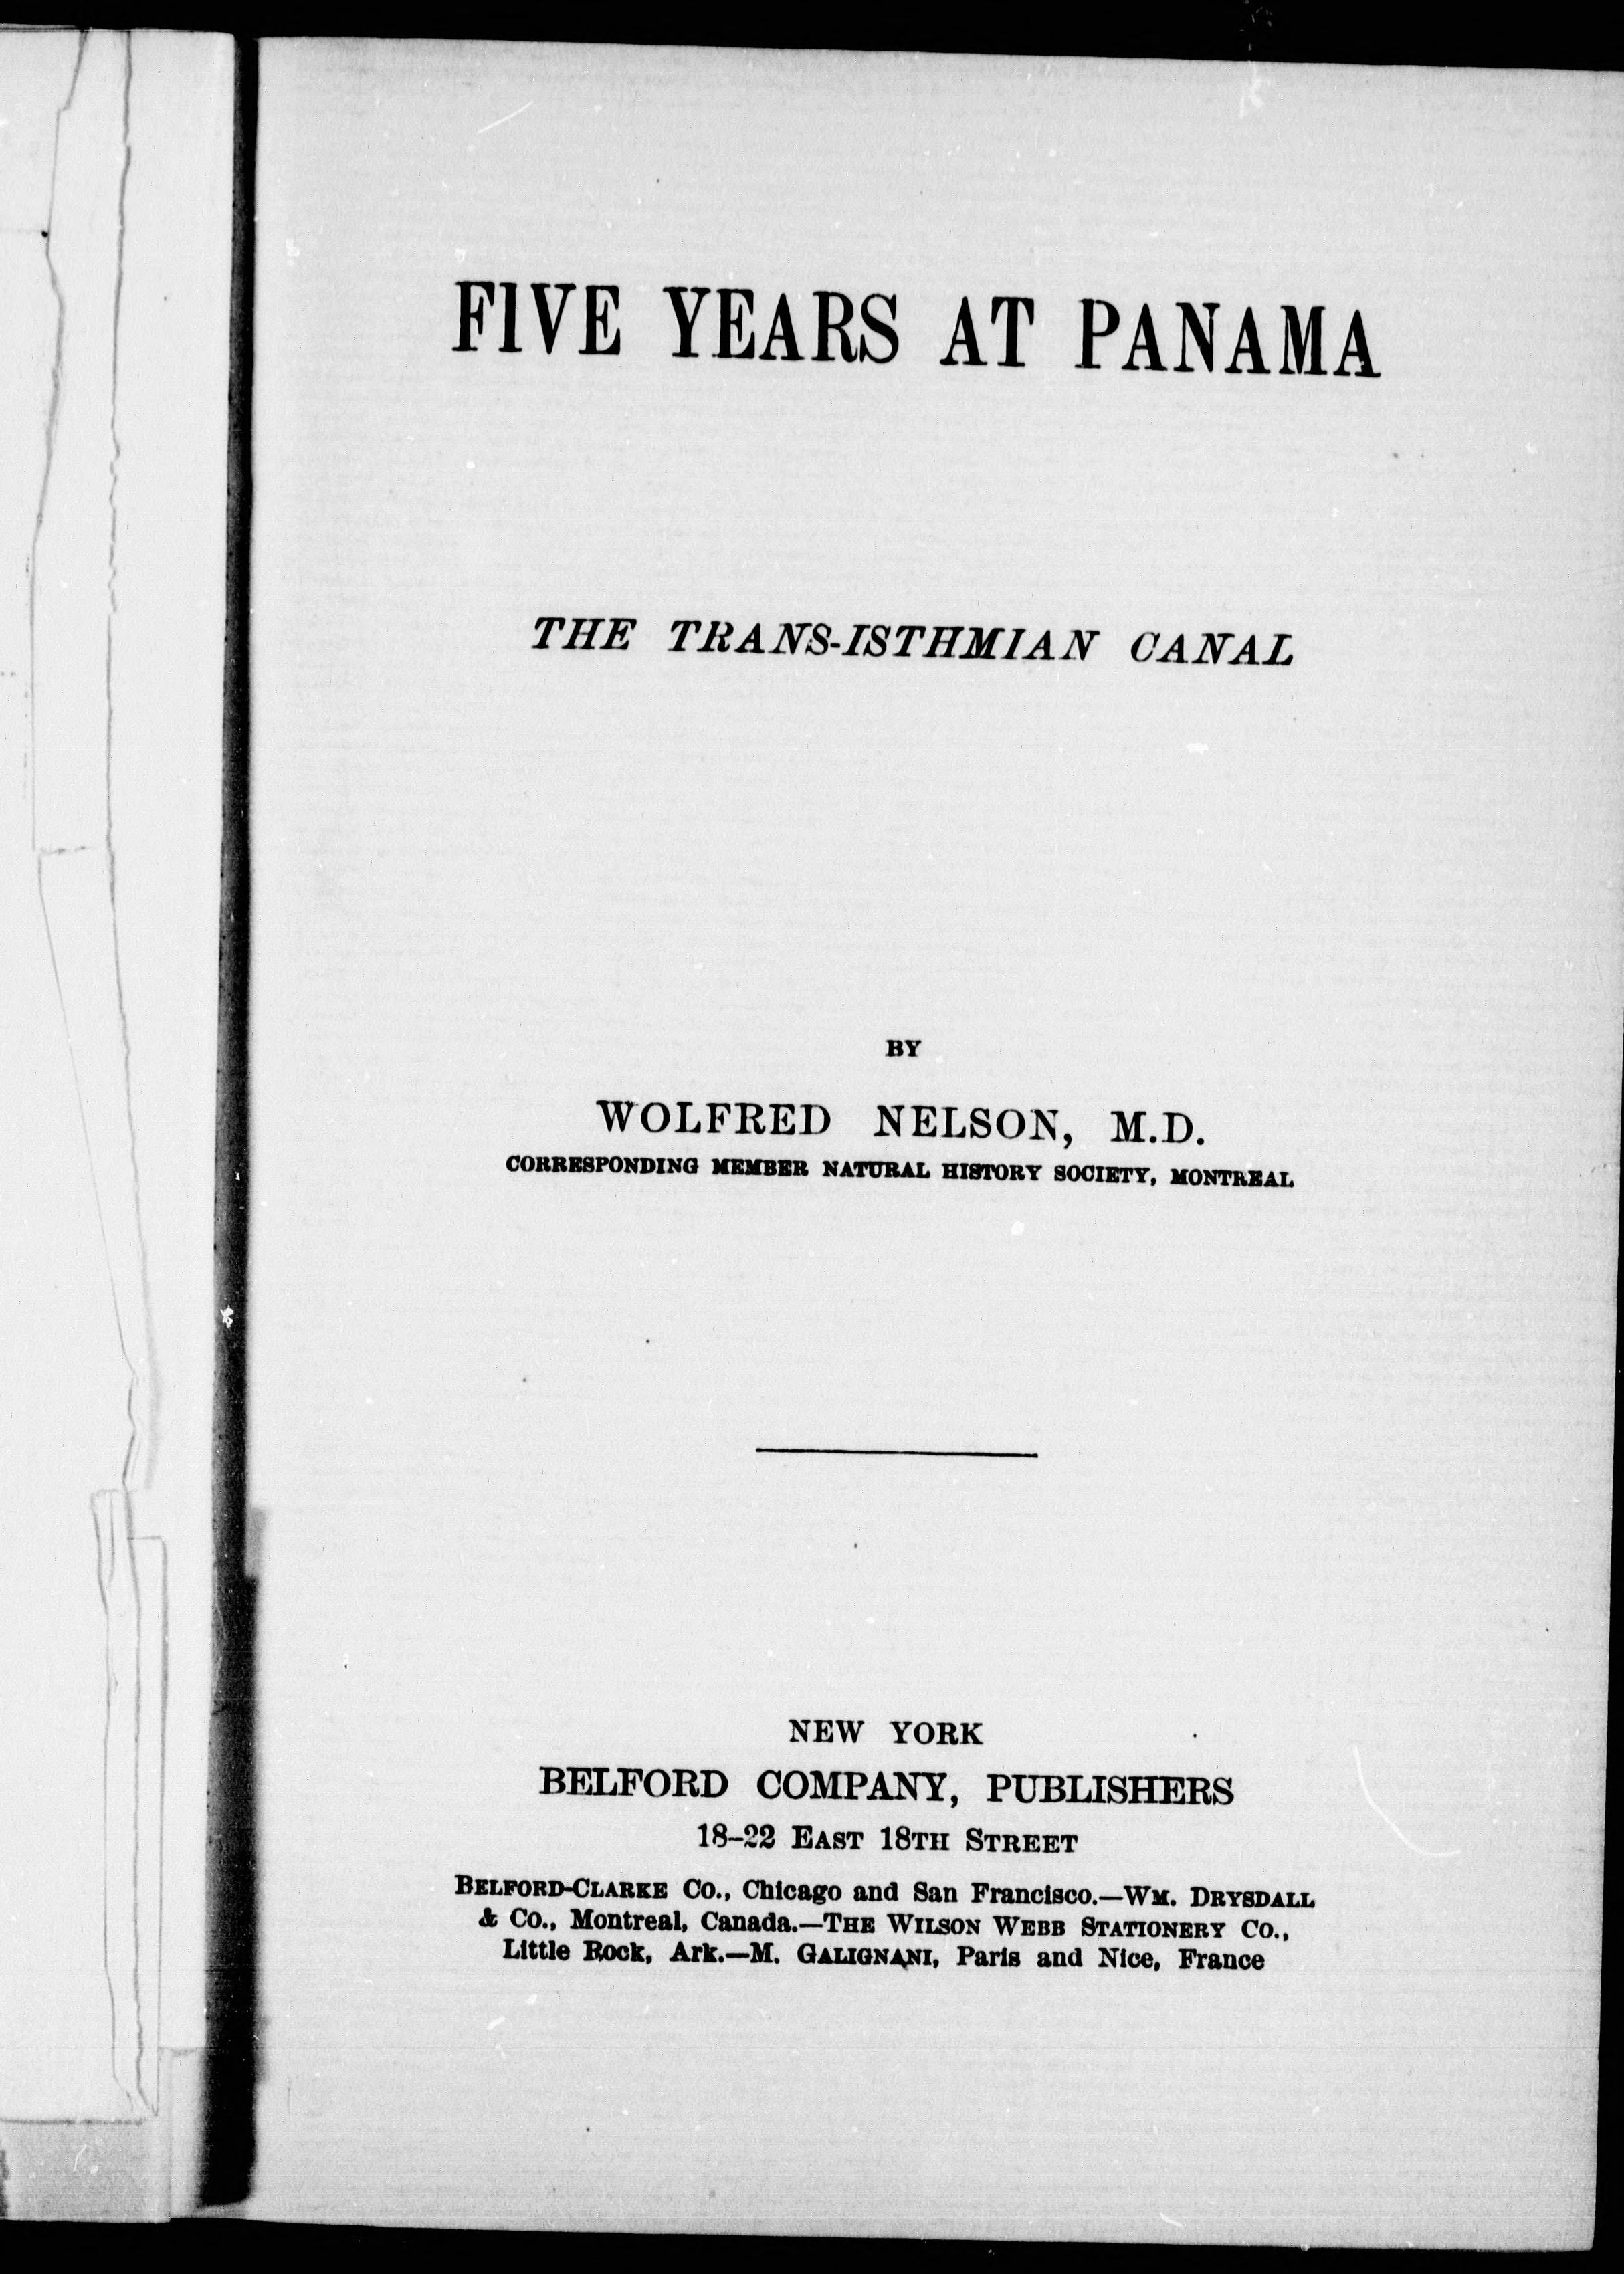 FIVE YEARS AT PANAMA
THE TRANS-ISTHMIAN CANAL
BY
WOLFRED NELSON, M.D.
CORRESPONDING MEMBER NATURAL HISTORY SOCIETY, MONTREAL
NEW YORK
BELFORD COMPANY, PUBLISHERS
18–22 EAST 18TH STREET
BELFORD-CLARKE CO., Chicago and San Francisco.—WM. DRYSDALL
& CO., Montreal, Canada.—THE WILSON WEBB STATIONERY CO.,
Little Rock, Ark.—M. GALIGNANI, Paris and Nice, France